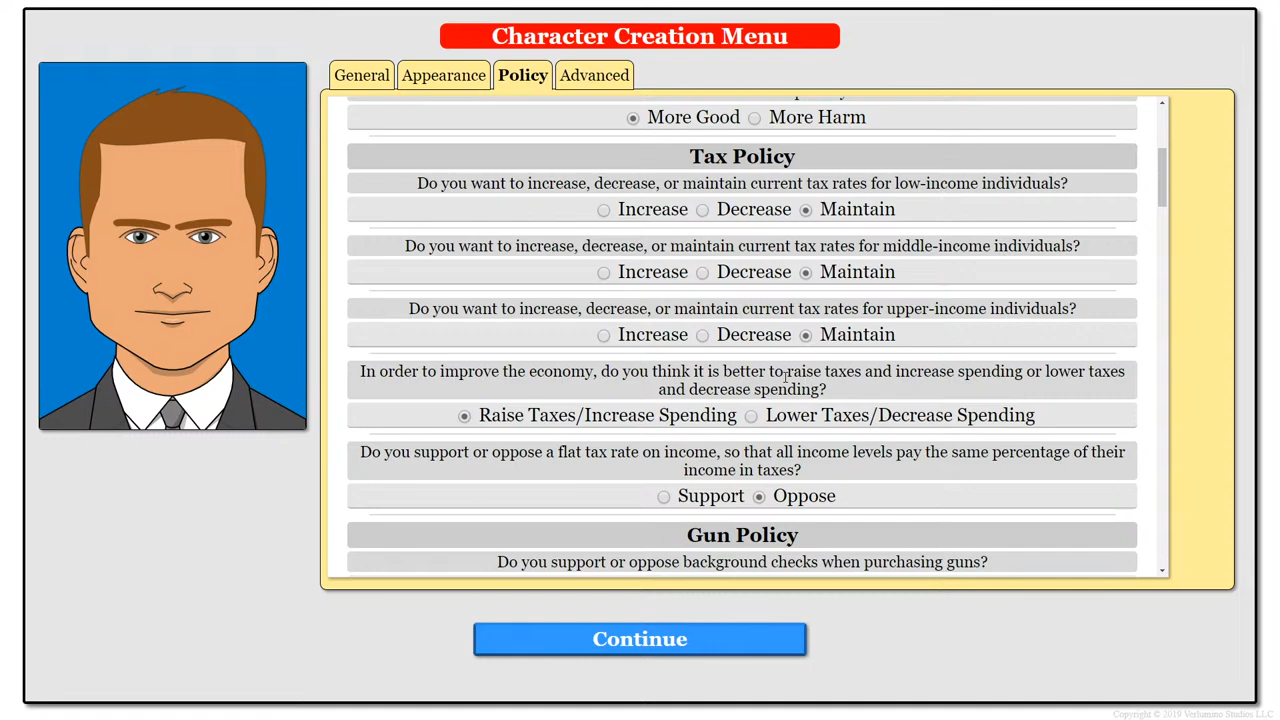 Character Creation Menu
General Appearance Policy Advanced
More Good More Harm
Tax Policy
Do you want to increase, decrease, or maintain current tax rates for low-income individuals?
Increase Decrease Maintain
Do you want to increase, decrease, or maintain current tax rates for middle-income individuals?
Increase Decrease Maintain
Do you want to increase, decrease, or maintain current tax rates for upper-income individuals?
Increase Decrease Maintain
In order to improve the economy, do you think it is better to raise taxes and increase spending or lower taxes
and decrease spending?
Raise Taxes/Increase Spending Lower Taxes/Decrease Spending
Do you support or oppose a flat tax rate on income, so that all income levels pay the same percentage of their
income in taxes?
Support Oppose
Gun Policy
Do you support or oppose background checks when purchasing guns?
Continue
Copyright © 2019 Verlumino Studios LLC